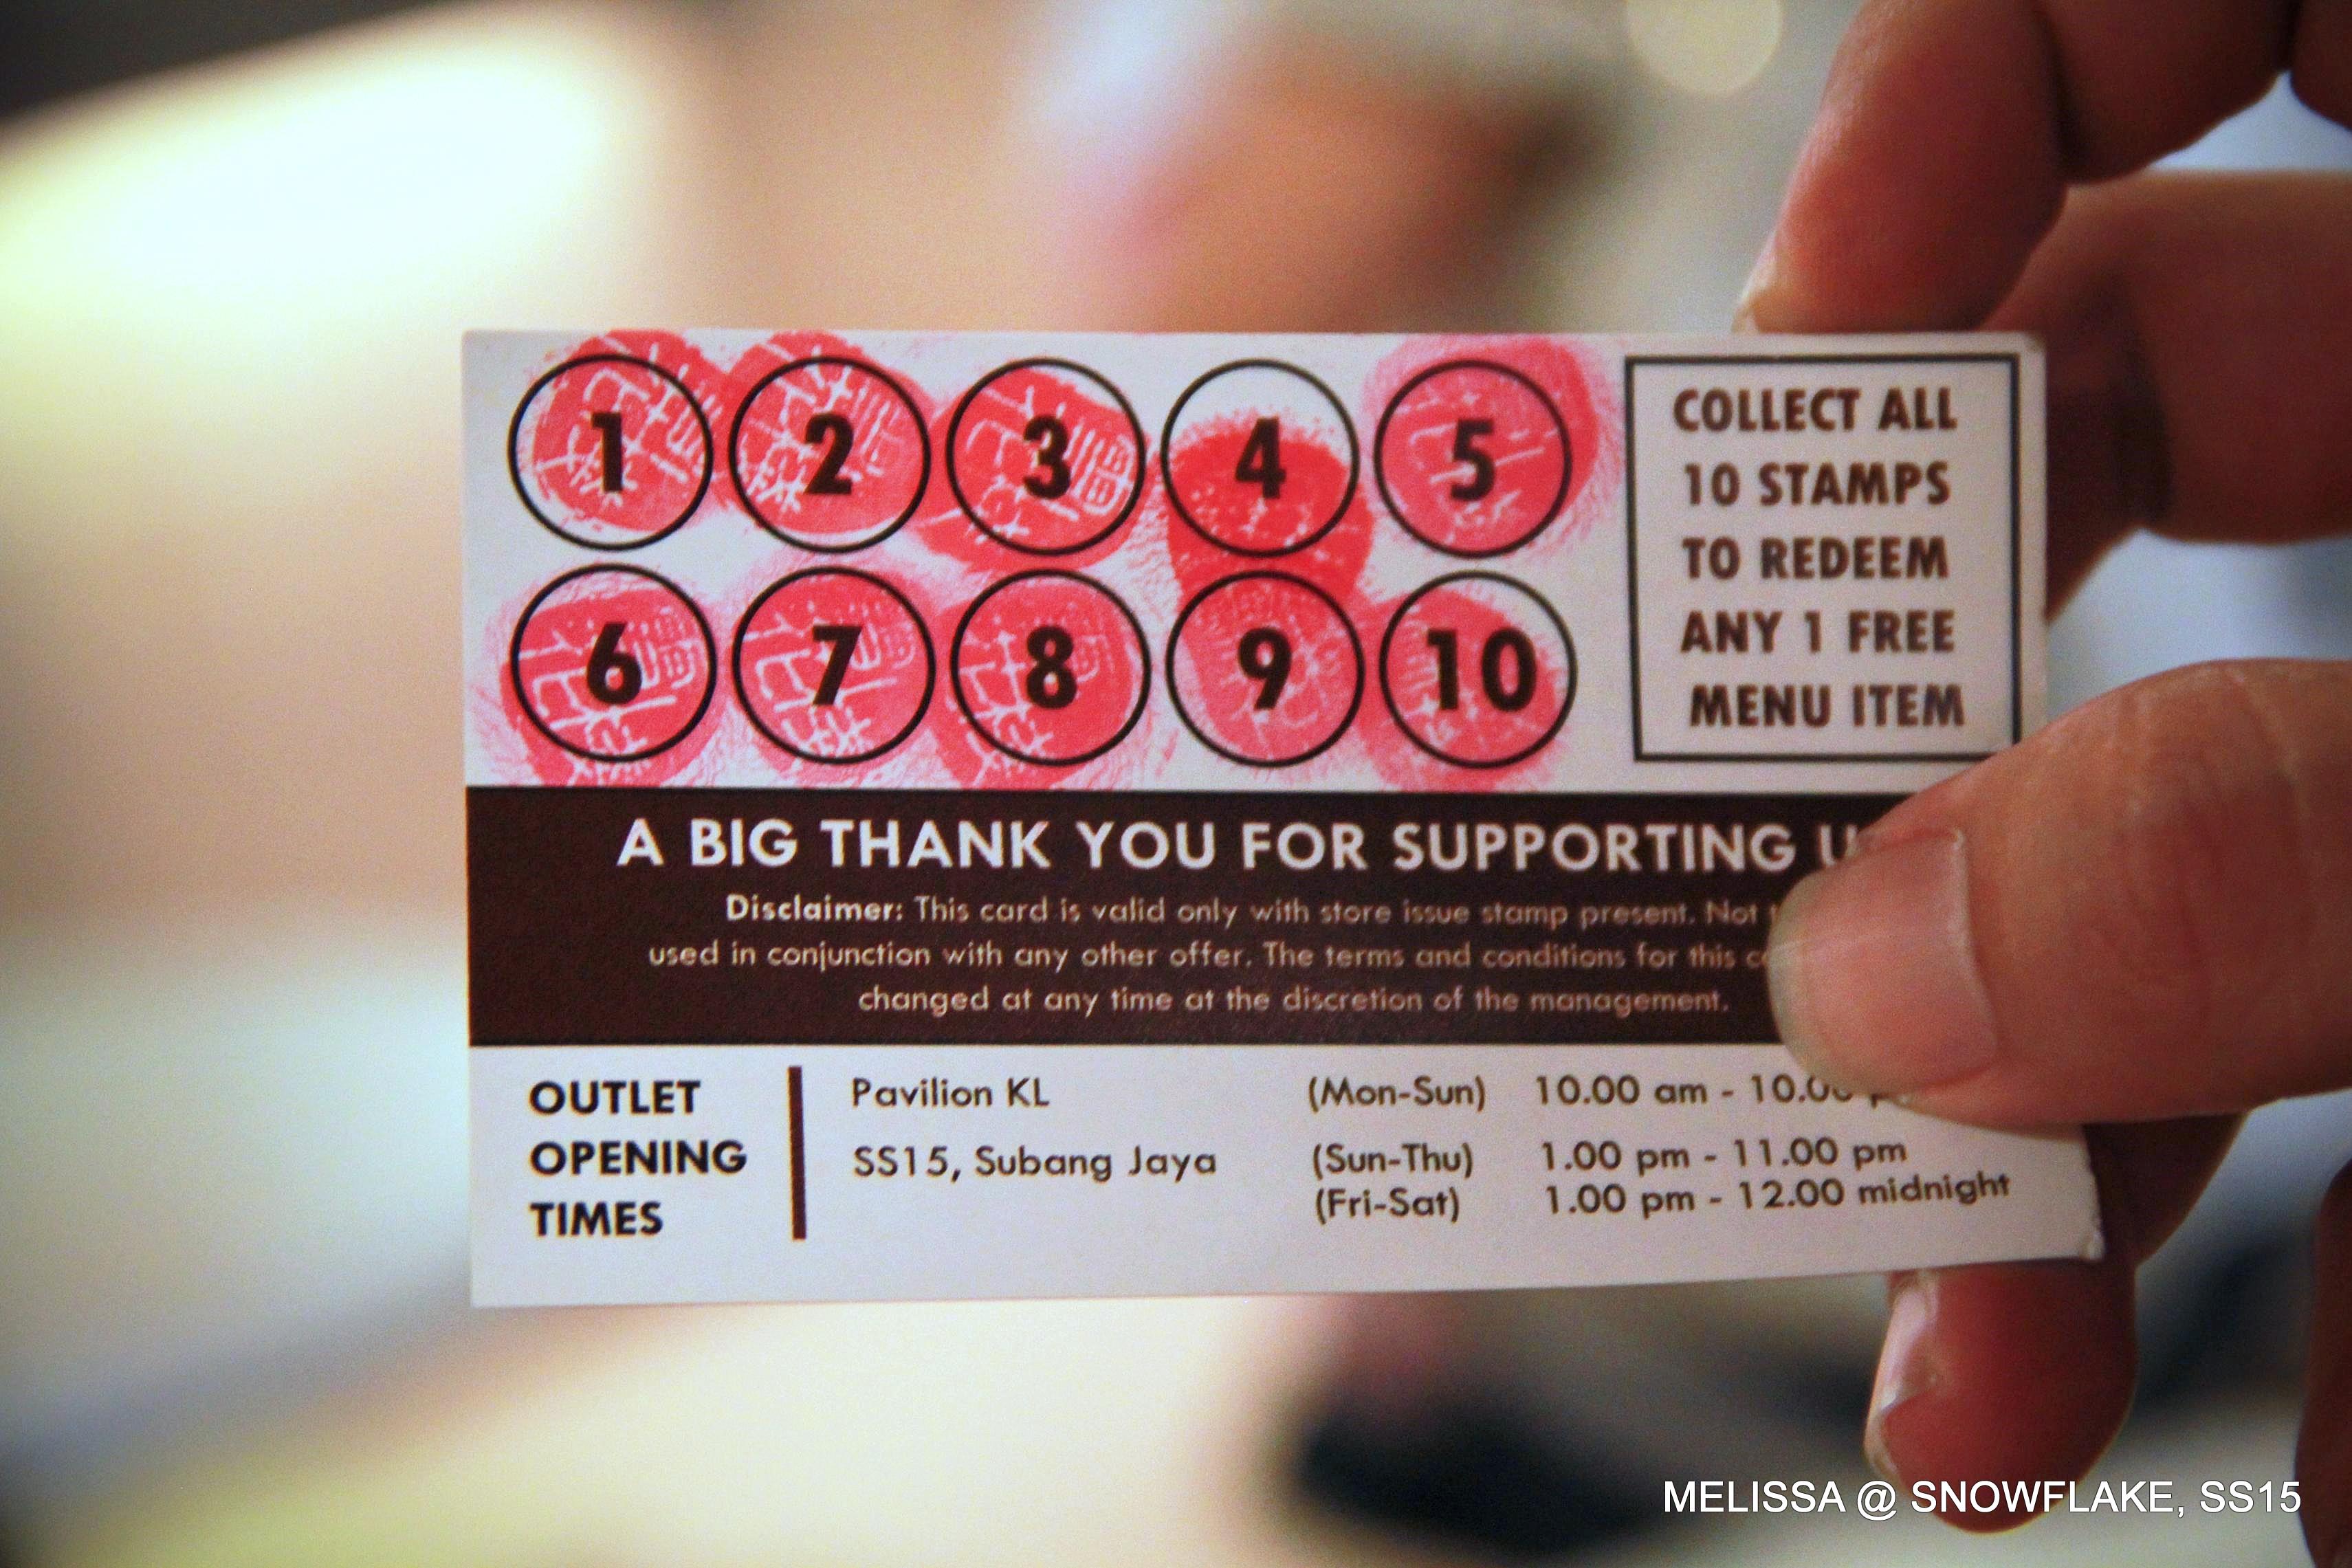 1 2 3 4 5
6 7 8 9 10
COLLECT ALL
10 STAMPS
TO REDEEM
ANY 1 FREE
MENU ITEM
A BIG THANK YOU FOR SUPPORTING
Disclaimer: This card is valid only with store issue stamp present. Not
used in conjunction with any other offer. The terms and conditions for this
changed at any time at the discretion of the management.
OUTLET
OPENING
TIMES
Pavilion KL (Mon-Sun) 10.00 am - 10.00
SS15, Subang Jaya (Sun-Thu) 1.00 pm - 11.00 pm
(Fri-Sat) 1.00 pm - 12.00 midnight
MELISSA @ SNOWFLAKE, SS15